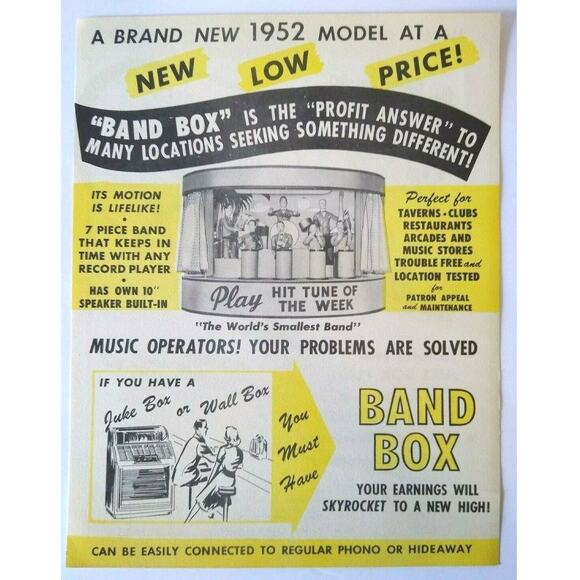 A BRAND NEW 1952 MODEL AT A
NEW LOW PRICE!
"BAND BOX" IS THE "PROFIT ANSWER" TO
MANY LOCATIONS SEEKING SOMETHING DIFFERENT!
ITS MOTION
IS LIFELIKE!
•
7 PIECE BAND
THAT KEEPS IN
TIME WITH ANY
RECORD PLAYER
•
HAS OWN 10"
SPEAKER BUILT-IN
Play HIT TUNE OF
THE WEEK
Perfect for
TAVERNS • CLUBS
RESTAURANTS
ARCADES AND
MUSIC STORES
TROUBLE FREE and
LOCATION TESTED
for
PATRON APPEAL
and MAINTENANCE
"The World's Smallest Band"
MUSIC OPERATORS! YOUR PROBLEMS ARE SOLVED
IF YOU HAVE A
Juke Box or Wall Box
You
Must
Have
BAND
BOX
YOUR EARNINGS WILL
SKYROCKET TO A NEW HIGH!
CAN BE EASILY CONNECTED TO REGULAR PHONO OR HIDEAWAY